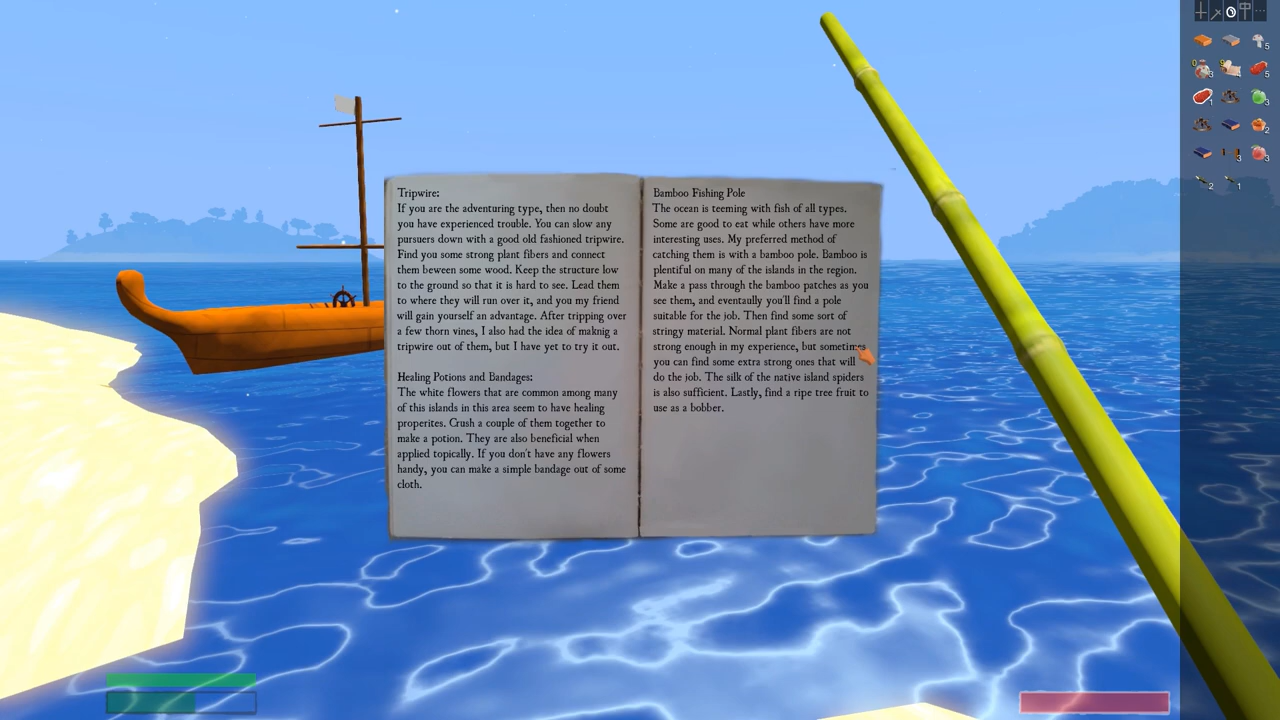 Tripwire:
If you are the adventuring type, then no doubt
you have experienced trouble. You can slow any
pursuers down with a good old fashioned tripwire.
Find you some strong plant fibers and connect
them beween some wood. Keep the structure low
to the ground so that it is hard to see. Lead them
to where they will run over it, and you my friend
will gain yourself an advantage. After tripping over
a few thorn vines, I also had the idea of maknig a
tripwire out of them, but I have yet to try it out.
Healing Potions and Bandages:
The white flowers that are common among many
of this islands in this area seem to have healing
properites. Crush a couple of them together to
make a potion. They are also beneficial when
applied topically. If you don't have any flowers
handy, you can make a simple bandage out of some
cloth.
Bamboo Fishing Pole
The ocean is teeming with fish of all types.
Some are good to eat while others have more
interesting uses. My preferred method of
catching them is with a bamboo pole. Bamboo is
plentiful on many of the islands in the region.
Make a pass through the bamboo patches as you
see them, and eventaully you'll find a pole
suitable for the job. Then find some sort of
stringy material. Normal plant fibers are not
strong enough in my experience, but sometimes
you can find some extra strong ones that will
do the job. The silk of the native island spiders
is also sufficient. Lastly, find a ripe tree fruit to
use as a bobber.
5
0 3 9 5
1 3
2
3 3
2 1